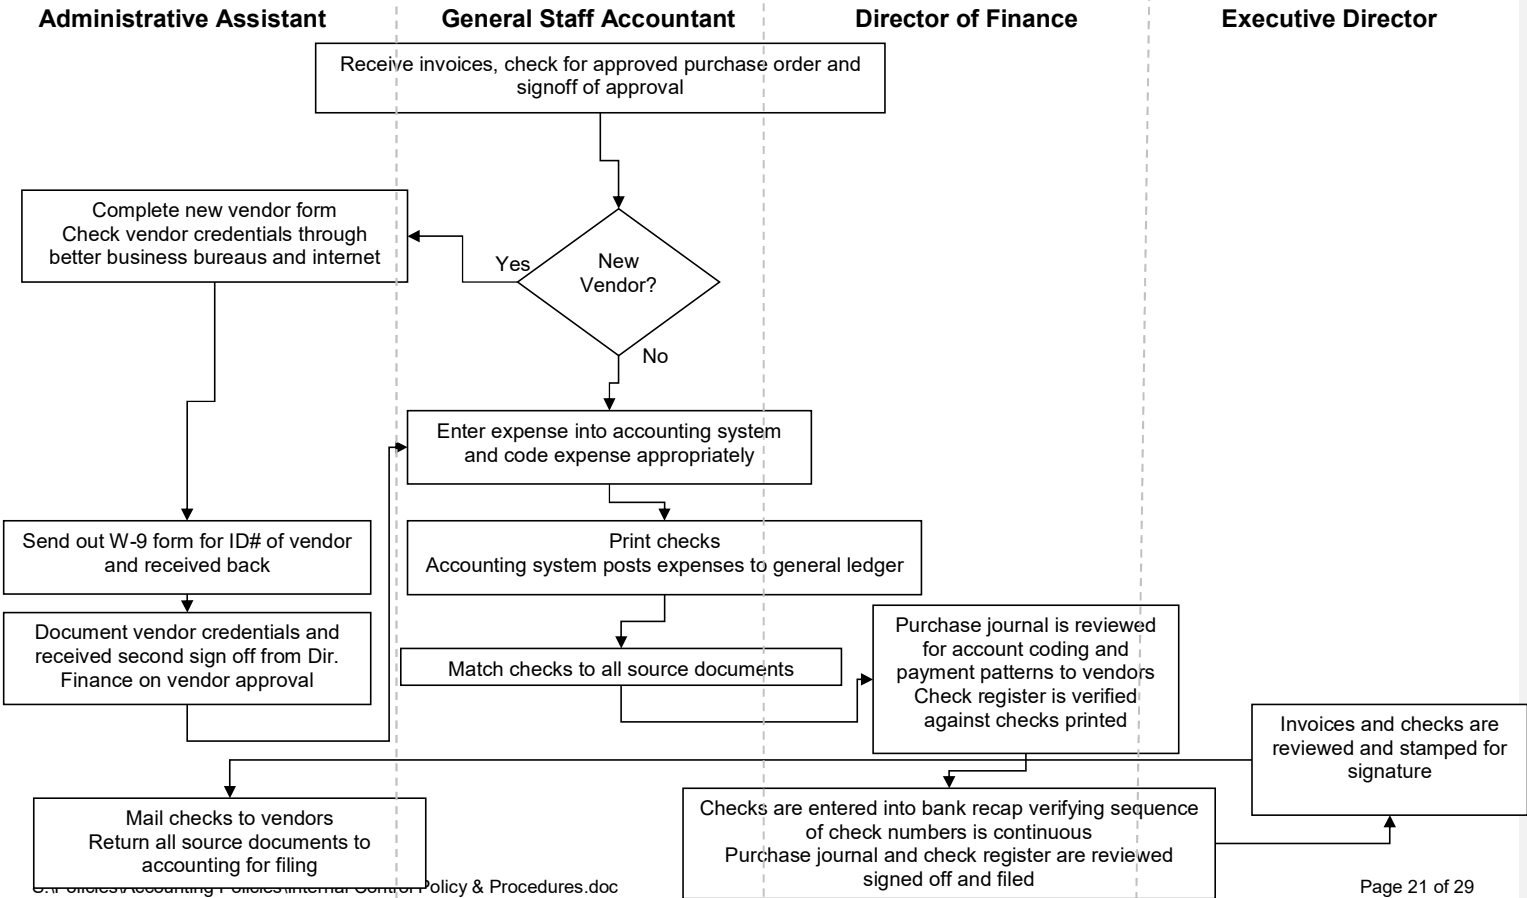 Administrative Assistant
General Staff Accountant
Director of Finance
Executive Director
Receive invoices, check for approved purchase order and
signoff of approval
Complete new vendor form
Check vendor credentials through
better business bureaus and internet
Yes
New
Vendor?
No
Enter expense into accounting system
and code expense appropriately
Send out W-9 form for ID# of vendor
and received back
Print checks
Accounting system posts expenses to general ledger
Document vendor credentials and
received second sign off from Dir.
Finance on vendor approval
Match checks to all source documents
Purchase journal is reviewed
for account coding and
payment patterns to vendors
Check register is verified
against checks printed
Invoices and checks are
reviewed and stamped for
signature
Mail checks to vendors
Return all source documents to
accounting for filing
Checks are entered into bank recap verifying sequence
of check numbers is continuous
Purchase journal and check register are reviewed
signed off and filed
Policy & Procedures.doc
Page 21 of 29